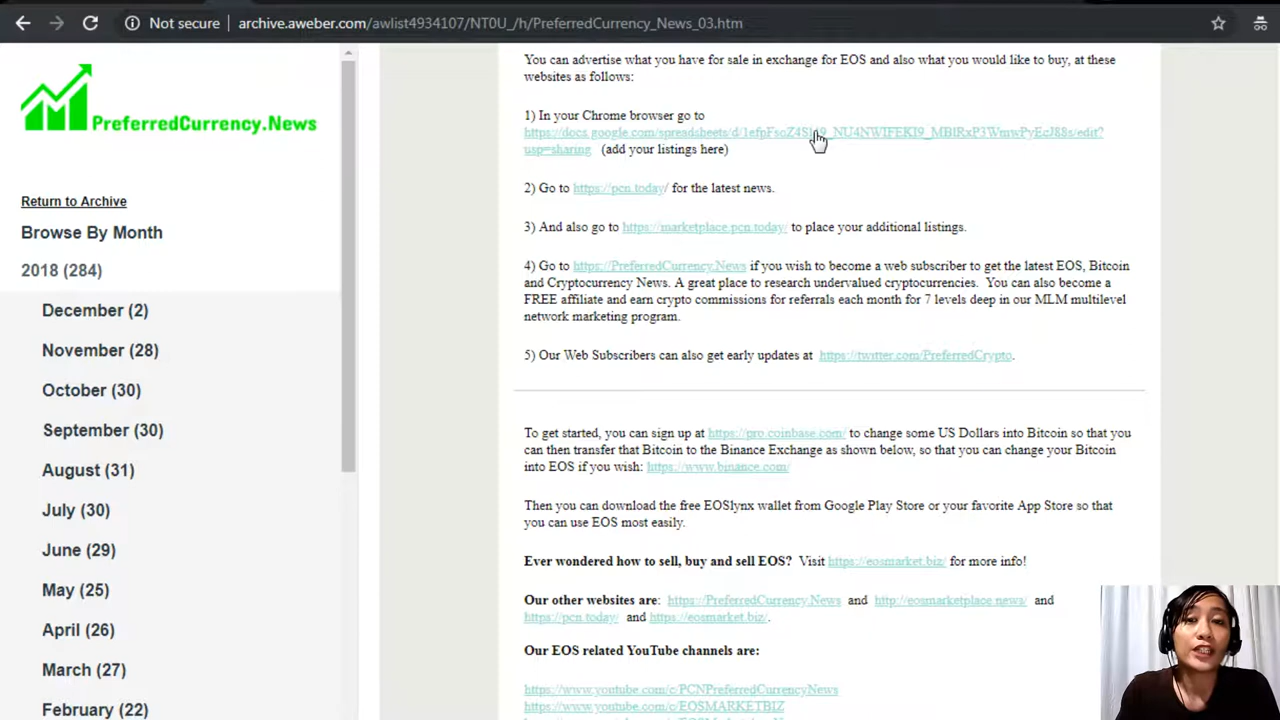 Not secure | archive.aweber.com/awlist4934107/NT0U_/h/PreferredCurrency_News_03.htm
PreferredCurrency.News
Return to Archive
Browse By Month
2018 (284)
December (2)
November (28)
October (30)
September (30)
August (31)
July (30)
June (29)
May (25)
April (26)
March (27)
February (22)
You can advertise what you have for sale in exchange for EOS and also what you would like to buy, at these
websites as follows:
1) In your Chrome browser go to
usp=sharing (add your listings here)
2) Go to https://pcn.today/ for the latest news.
3) And also go to https://marketplace.pcn.today/ to place your additional listings.
4) Go to https://PreferredCurrency.News if you wish to become a web subscriber to get the latest EOS, Bitcoin
and Cryptocurrency News. A great place to research undervalued cryptocurrencies. You can also become a
FREE affiliate and earn crypto commissions for referrals each month for 7 levels deep in our MLM multilevel
network marketing program.
5) Our Web Subscribers can also get early updates at https://twitter.com/PreferredCrypto.
To get started, you can sign up at https://pro.coinbase.com/ to change some US Dollars into Bitcoin so that you
can then transfer that Bitcoin to the Binance Exchange as shown below, so that you can change your Bitcoin
into EOS if you wish: https://www.binance.com/
Then you can download the free EOSlynx wallet from Google Play Store or your favorite App Store so that
you can use EOS most easily.
Ever wondered how to sell, buy and sell EOS? Visit https://eosmarket.biz/ for more info!
Our other websites are: https://PreferredCurrency.News and http://eosmarketplace.news/ and
https://pcn.today/ and https://eosmarket.biz/.
Our EOS related YouTube channels are:
https://www.youtube.com/c/PCNPreferredCurrencyNews
https://www.youtube.com/c/EOSMARKETBIZ